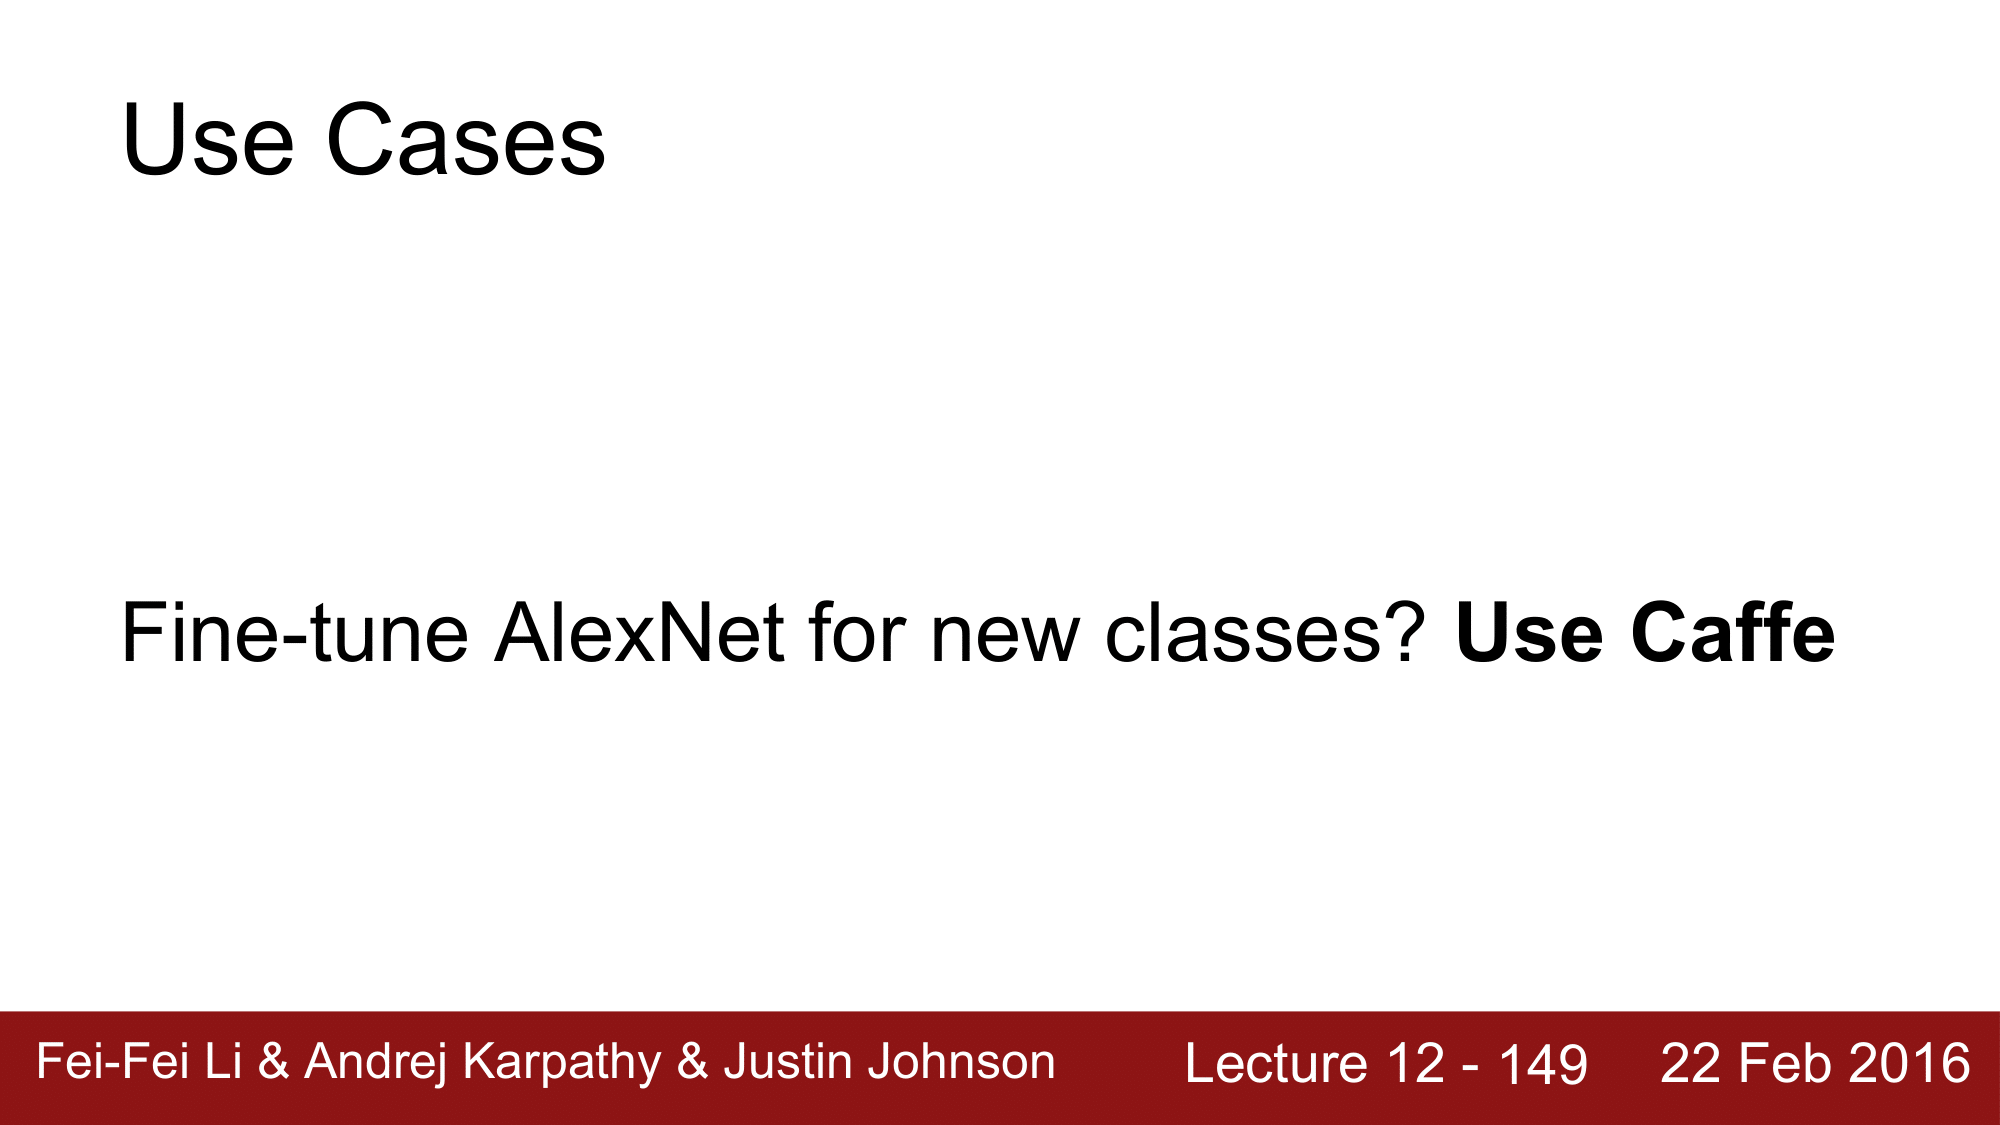 Use Cases
Fine-tune AlexNet for new classes? Use Caffe
Fei-Fei Li & Andrej Karpathy & Justin Johnson Lecture 12 - 149 22 Feb 2016